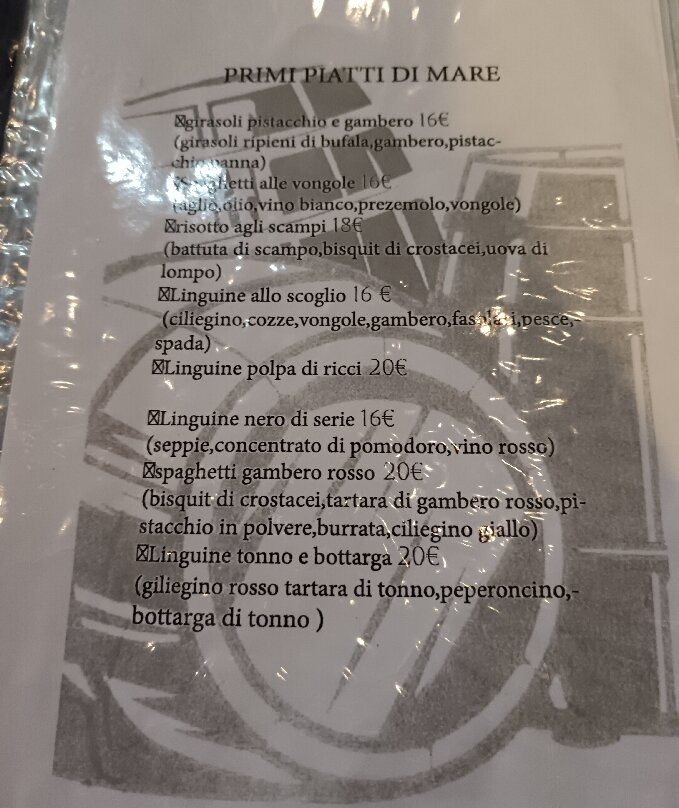 PRIMI PIATTI DI MARE
girasoli pistacchio e gambero 16€
(girasoli ripieni di bufala,gambero,pistac-
chio,panna)
Spaghetti alle vongole 16€
(aglio,olio,vino bianco,prezemolo,vongole)
risotto agli scampi 18€
(battuta di scampo,bisquit di crostacei,uova di
lompo)
Linguine allo scoglio 16 €
(ciliegino,cozze,vongole,gambero,fasolari,pesce,-
spada)
Linguine polpa di ricci 20€
Linguine nero di serie 16€
(seppie,concentrato di pomodoro,vino rosso)
spaghetti gambero rosso 20€
(bisquit di crostacei,tartara di gambero rosso,pi-
stacchio in polvere,burrata,ciliegino giallo)
Linguine tonno e bottarga 20€
(giliegino rosso tartara di tonno,peperoncino,-
bottarga di tonno )